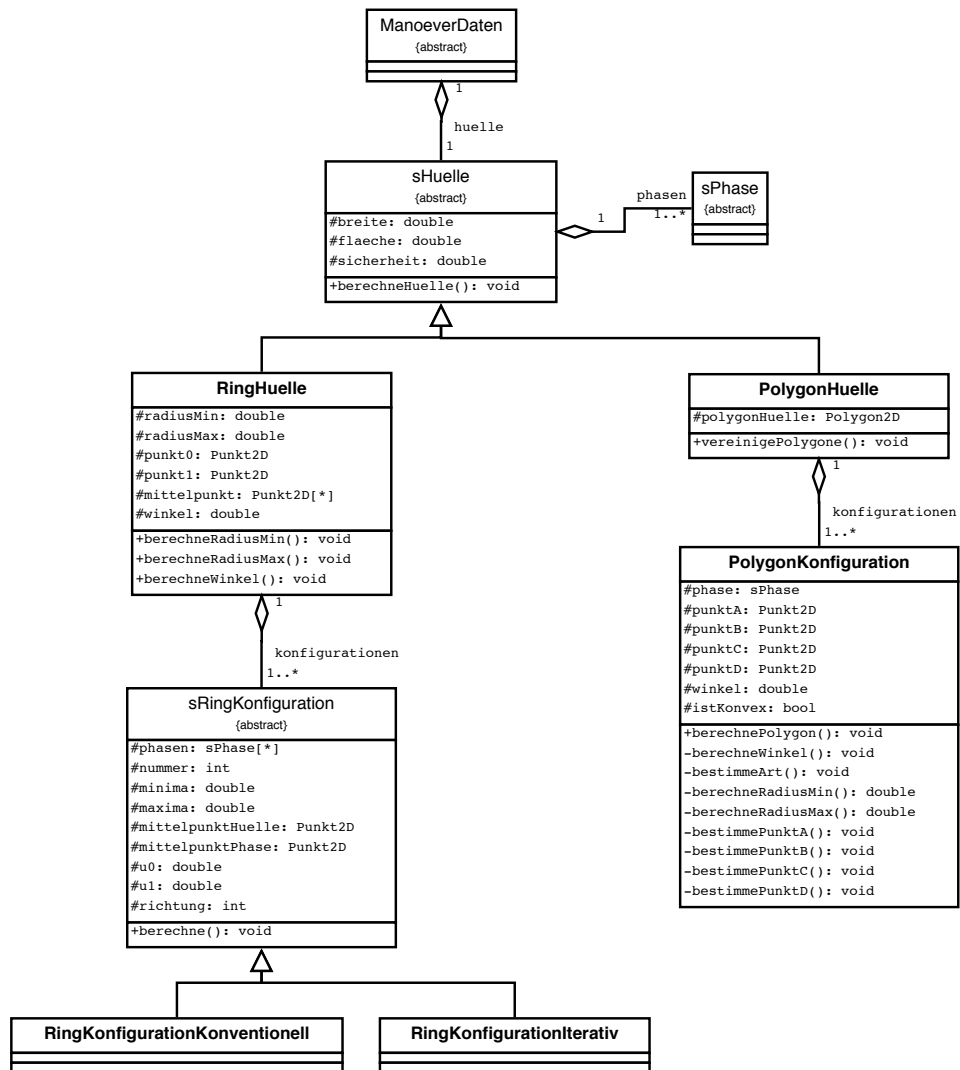 ManoeverDaten
{abstract}
1
huelle
1
sHuelle
{abstract}
#breite: double
#flaeche: double
#sicherheit: double
+berechneHuelle(): void
1
phasen
1..*
sPhase
{abstract}
RingHuelle
#radiusMin: double
#radiusMax: double
#punkt0: Punkt2D
#punkt1: Punkt2D
#mittelpunkt: Punkt2D[*]
#winkel: double
+berechneRadiusMin(): void
+berechneRadiusMax(): void
+berechneWinkel(): void
1
konfigurationen
1..*
sRingKonfiguration
{abstract}
#phasen: sPhase[*]
#nummer: int
#minima: double
#maxima: double
#mittelpunktHuelle: Punkt2D
#mittelpunktPhase: Punkt2D
#u0: double
#u1: double
#richtung: int
+berechne(): void
RingKonfigurationKonventionell
RingKonfigurationIterativ
PolygonHuelle
#polygonHuelle: Polygon2D
+vereinigePolygone(): void
1
konfigurationen
1..*
PolygonKonfiguration
#phase: sPhase
#punktA: Punkt2D
#punktB: Punkt2D
#punktC: Punkt2D
#punktD: Punkt2D
#winkel: double
#istKonvex: bool
+berechnePolygon(): void
-berechneWinkel(): void
-bestimmeArt(): void
-berechneRadiusMin(): double
-berechneRadiusMax(): double
-bestimmePunktA(): void
-bestimmePunktB(): void
-bestimmePunktC(): void
-bestimmePunktD(): void